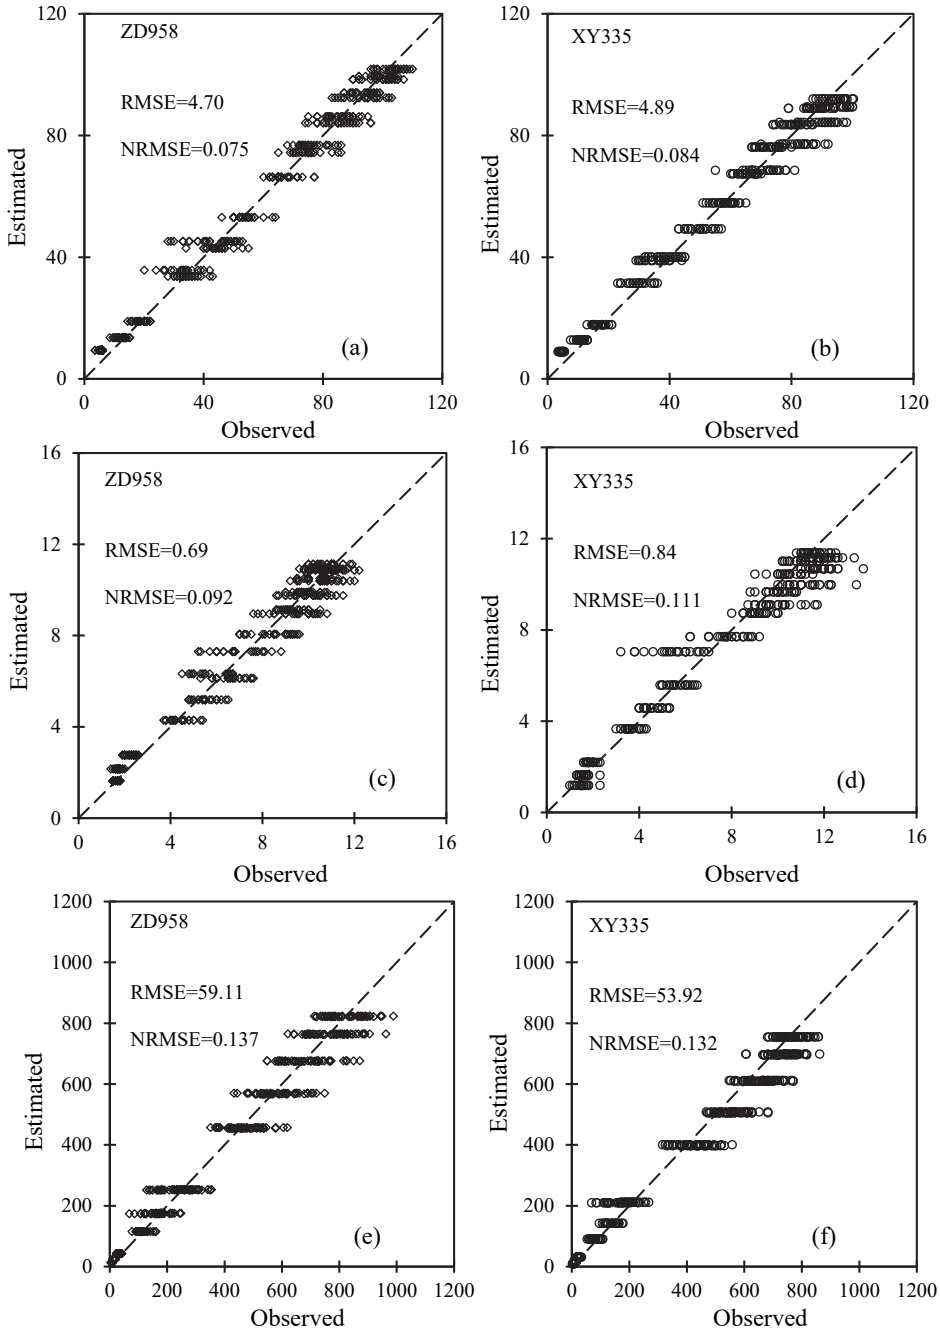 120
ZD958
RMSE=4.70
NRMSE=0.075
80
Estimated
40
(a)
0
0 40 80 120
Observed
120
XY335
RMSE=4.89
NRMSE=0.084
80
Estimated
40
(b)
0
0 40 80 120
Observed
16
ZD958
12
RMSE=0.69
NRMSE=0.092
8
Estimated
4
(c)
0
0 4 8 12 16
Observed
16
XY335
12
RMSE=0.84
NRMSE=0.111
8
Estimated
4
(d)
0
0 4 8 12 16
Observed
1200
ZD958
1000
RMSE=59.11
800
NRMSE=0.137
600
Estimated
400
200
(e)
0
0 200 400 600 800 1000 1200
Observed
1200
XY335
1000
RMSE=53.92
800
NRMSE=0.132
600
Estimated
400
200
(f)
0
0 200 400 600 800 1000 1200
Observed